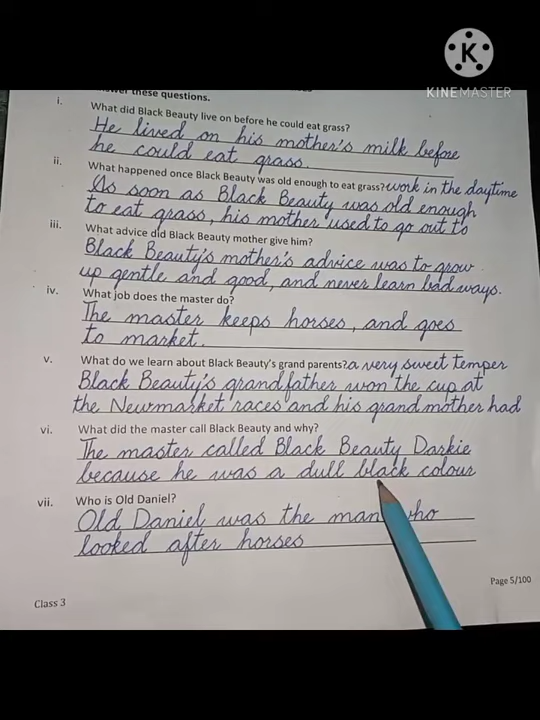 K
KINEMASTER
these questions.
i. What did Black Beauty live on before he could eat grass?
He lived on his mother's milk before
he could eat grass.
ii. What happened once Black Beauty was old enough to eat grass? work in the daytime
As soon as Black Beauty was old enough
to eat grass, his mother used to go out to
iii. What advice did Black Beauty mother give him?
Black Beauty's mother's advice was to grow
up gentle and good, and never learn bad ways.
iv. What job does the master do?
The master keeps horses, and goes
to market.
v. What do we learn about Black Beauty's grand parents? a very sweet temper
Black Beauty's grandfather won the cup at
the Newmarket races and his grand mother had
vi. What did the master call Black Beauty and why?
The master called Black Beauty Darkie
because he was a dull black colour
vii. Who is Old Daniel?
Old Daniel was the man who
looked after horses
Page 5/100
Class 3